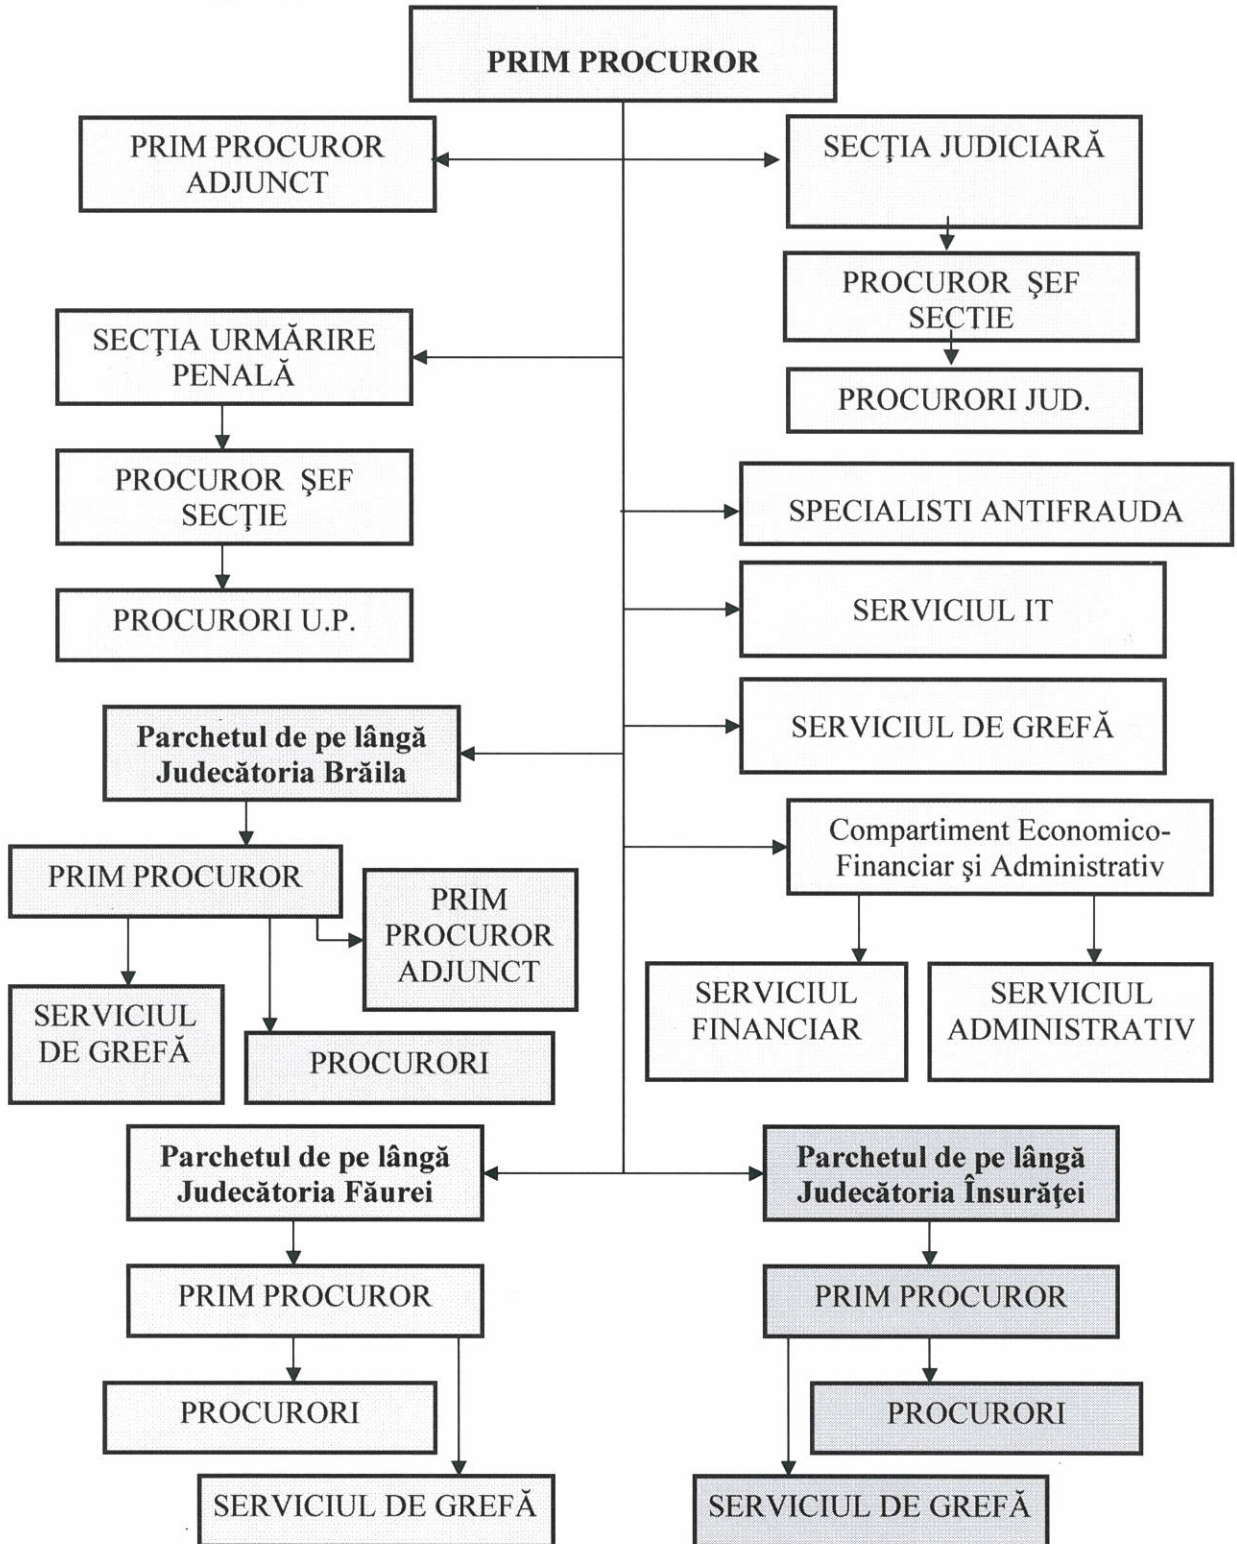 PRIM PROCUROR
PRIM PROCUROR
ADJUNCT
SECŢIA JUDICIARĂ
PROCUROR ŞEF
SECTIE
PROCURORI JUD.
SECŢIA URMĂRIRE
PENALĂ
PROCUROR ŞEF
SECŢIE
PROCURORI U.P.
SPECIALISTI ANTIFRAUDA
SERVICIUL IT
SERVICIUL DE GREFĂ
Parchetul de pe lângă
Judecătoria Brăila
PRIM PROCUROR
PRIM
PROCUROR
ADJUNCT
SERVICIUL
DE GREFĂ
PROCURORI
Compartiment Economico-
Financiar şi Administrativ
SERVICIUL
FINANCIAR
SERVICIUL
ADMINISTRATIV
Parchetul de pe lângă
Judecătoria Făurei
PRIM PROCUROR
PROCURORI
SERVICIUL DE GREFĂ
Parchetul de pe lângă
Judecătoria Însurăţei
PRIM PROCUROR
PROCURORI
SERVICIUL DE GREFĂ